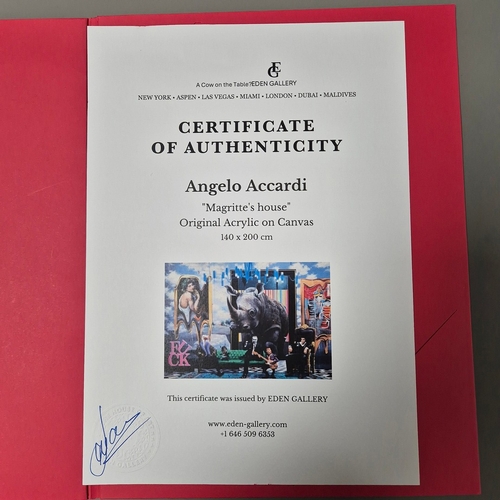 EG
A Cow on the Table?EDEN GALLERY
NEW YORK • ASPEN • LAS VEGAS • MIAMI • LONDON • DUBAI • MALDIVES
CERTIFICATE
OF AUTHENTICITY
Angelo Accardi
"Magritte's house"
Original Acrylic on Canvas
140 x 200 cm
F CK
This certificate was issued by EDEN GALLERY
www.eden-gallery.com
+1 646 509 6353